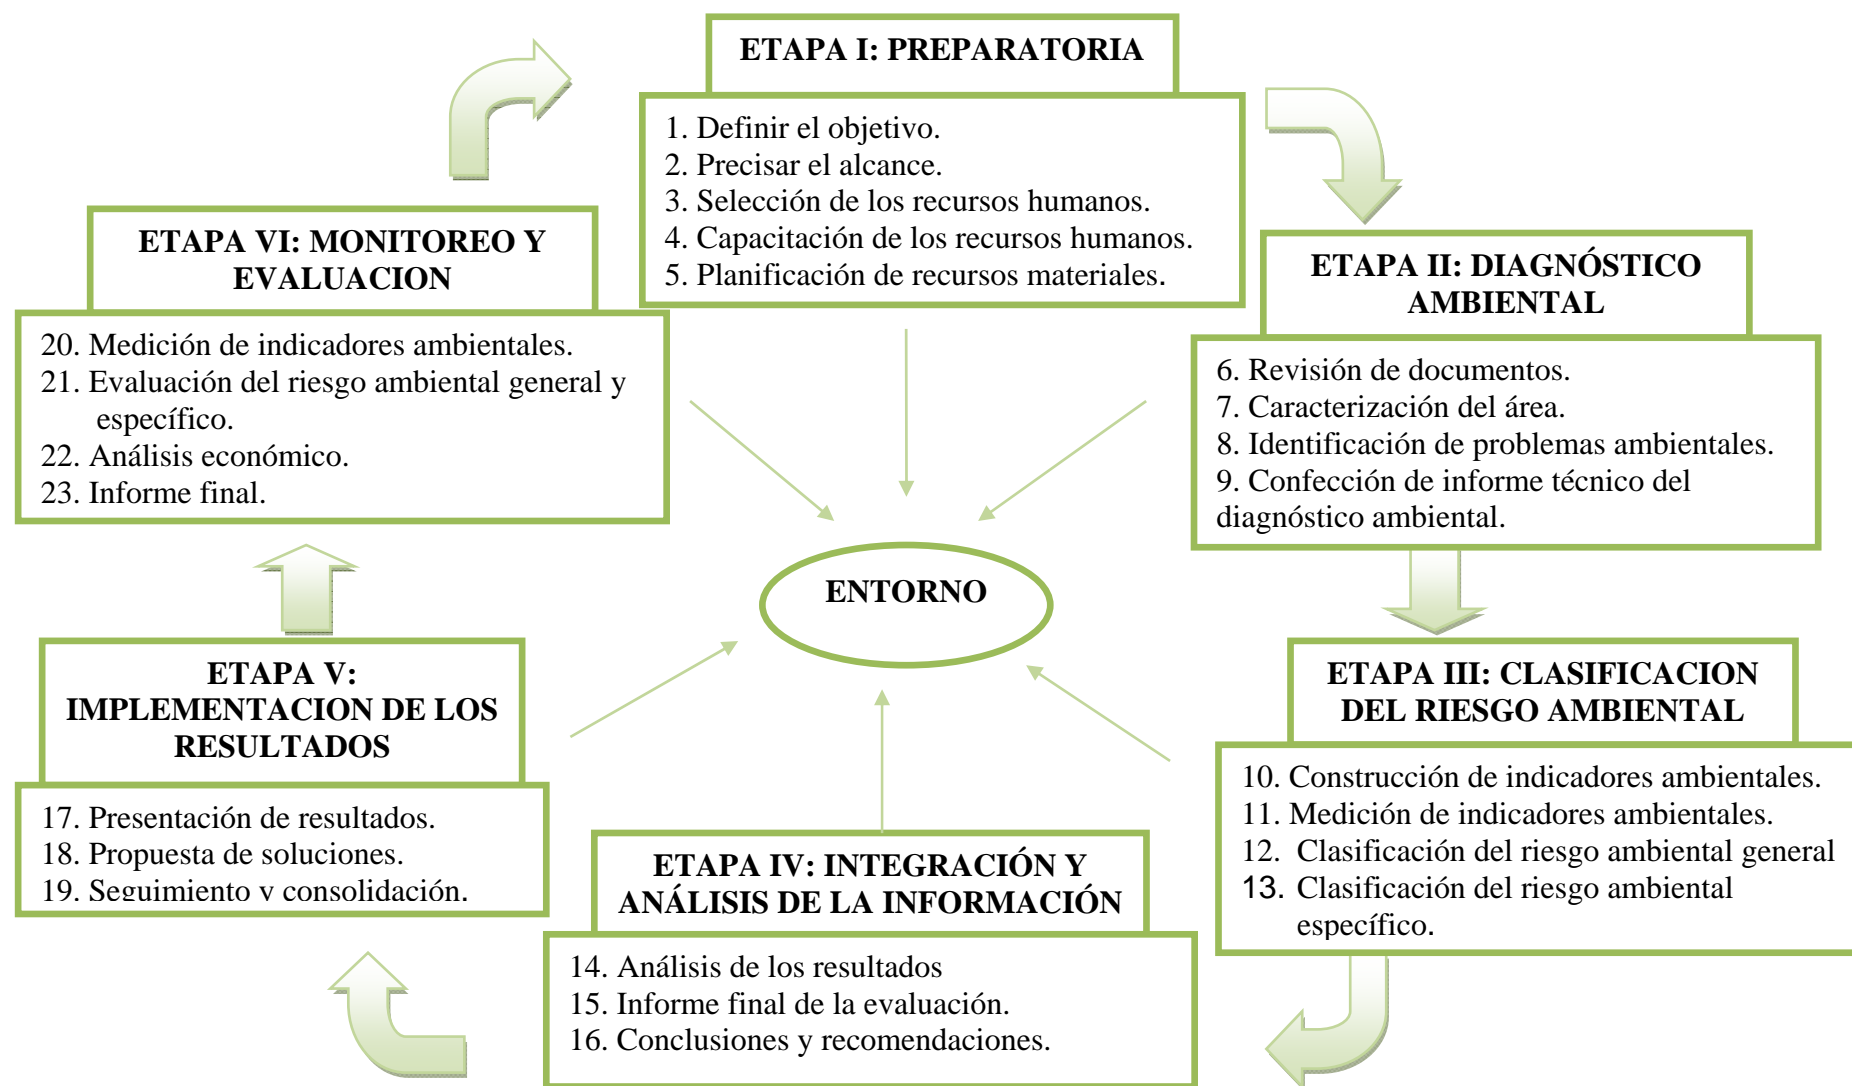 ETAPA I: PREPARATORIA
1. Definir el objetivo.
2. Precisar el alcance.
3. Selección de los recursos humanos.
4. Capacitación de los recursos humanos.
5. Planificación de recursos materiales.
ETAPA II: DIAGNÓSTICO
AMBIENTAL
6. Revisión de documentos.
7. Caracterización del área.
8. Identificación de problemas ambientales.
9. Confección de informe técnico del
diagnóstico ambiental.
ETAPA III: CLASIFICACION
DEL RIESGO AMBIENTAL
10. Construcción de indicadores ambientales.
11. Medición de indicadores ambientales.
12. Clasificación del riesgo ambiental general
13. Clasificación del riesgo ambiental
específico.
ETAPA IV: INTEGRACIÓN Y
ANÁLISIS DE LA INFORMACIÓN
14. Análisis de los resultados
15. Informe final de la evaluación.
16. Conclusiones y recomendaciones.
ETAPA V:
IMPLEMENTACION DE LOS
RESULTADOS
17. Presentación de resultados.
18. Propuesta de soluciones.
19. Seguimiento y consolidación.
ETAPA VI: MONITOREO Y
EVALUACION
20. Medición de indicadores ambientales.
21. Evaluación del riesgo ambiental general y
específico.
22. Análisis económico.
23. Informe final.
ENTORNO